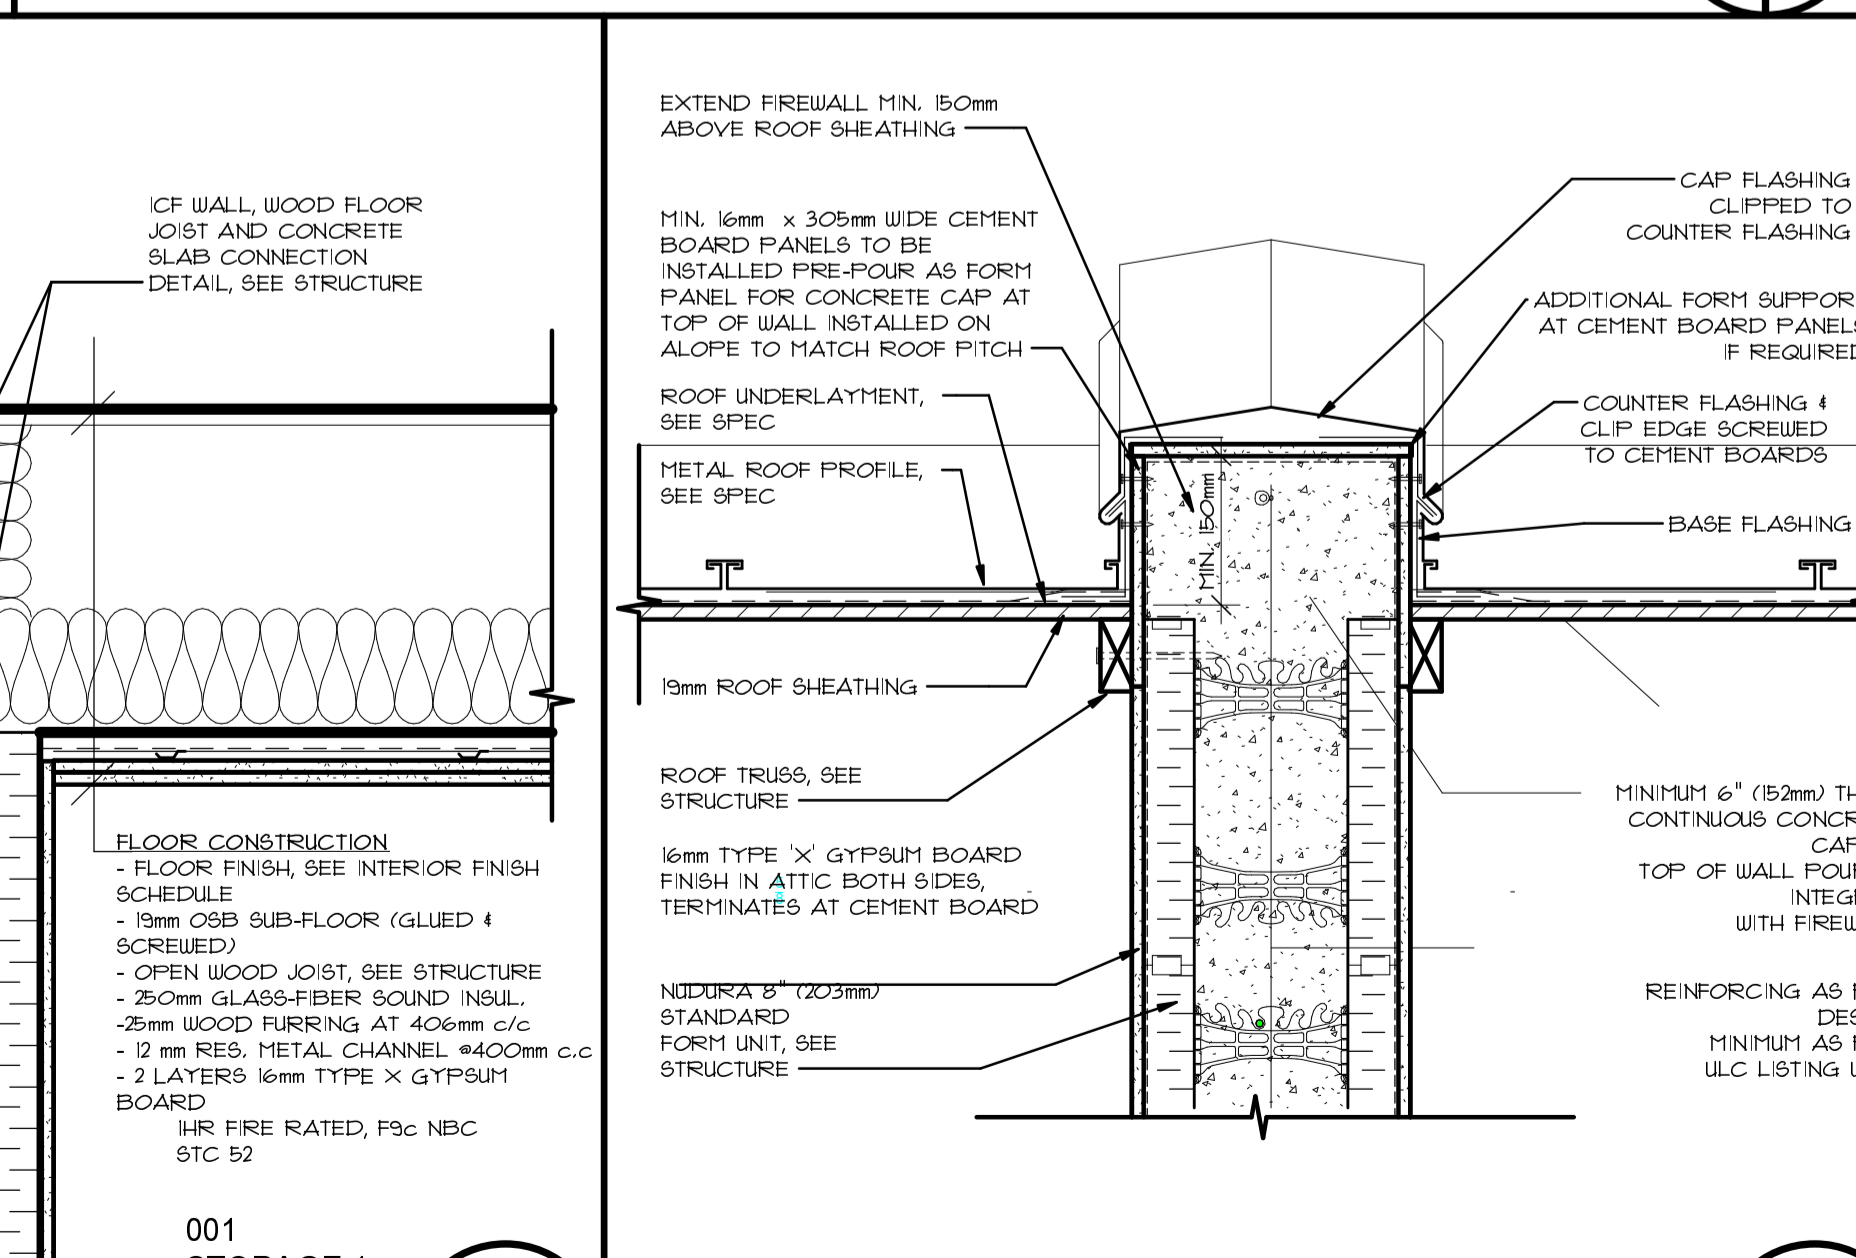 ICF WALL, WOOD FLOOR
JOIST AND CONCRETE
SLAB CONNECTION
DETAIL, SEE STRUCTURE
FLOOR CONSTRUCTION
- FLOOR FINISH, SEE INTERIOR FINISH
SCHEDULE
- 19mm OSB SUB-FLOOR (GLUED &
SCREWED)
- OPEN WOOD JOIST, SEE STRUCTURE
- 250mm GLASS-FIBER SOUND INSUL.
-25mm WOOD FURRING AT 406mm c/c
- 12 mm RES. METAL CHANNEL @400mm c.c
- 2 LAYERS 16mm TYPE X GYPSUM
BOARD
1HR FIRE RATED, F9c NBC
STC 52
001
EXTEND FIREWALL MIN. 150mm
ABOVE ROOF SHEATHING
MIN. 16mm x 305mm WIDE CEMENT
BOARD PANELS TO BE
INSTALLED PRE-POUR AS FORM
PANEL FOR CONCRETE CAP AT
TOP OF WALL INSTALLED ON
ALOPE TO MATCH ROOF PITCH
ROOF UNDERLAYMENT,
SEE SPEC
METAL ROOF PROFILE,
SEE SPEC
19mm ROOF SHEATHING
ROOF TRUSS, SEE
STRUCTURE
16mm TYPE 'X' GYPSUM BOARD
FINISH IN ATTIC BOTH SIDES,
TERMINATES AT CEMENT BOARD
NUDURA 8" (203mm)
STANDARD
FORM UNIT, SEE
STRUCTURE
MIN. 150mm
CAP FLASHING
CLIPPED TO
COUNTER FLASHING
ADDITIONAL FORM SUPPOR
AT CEMENT BOARD PANELS
IF REQUIRED
COUNTER FLASHING &
CLIP EDGE SCREWED
TO CEMENT BOARDS
BASE FLASHING
MINIMUM 6" (152mm) TH
CONTINUOUS CONCR
CAP
TOP OF WALL POUR
INTEGR
WITH FIREW
REINFORCING AS P
DES
MINIMUM AS P
ULC LISTING U